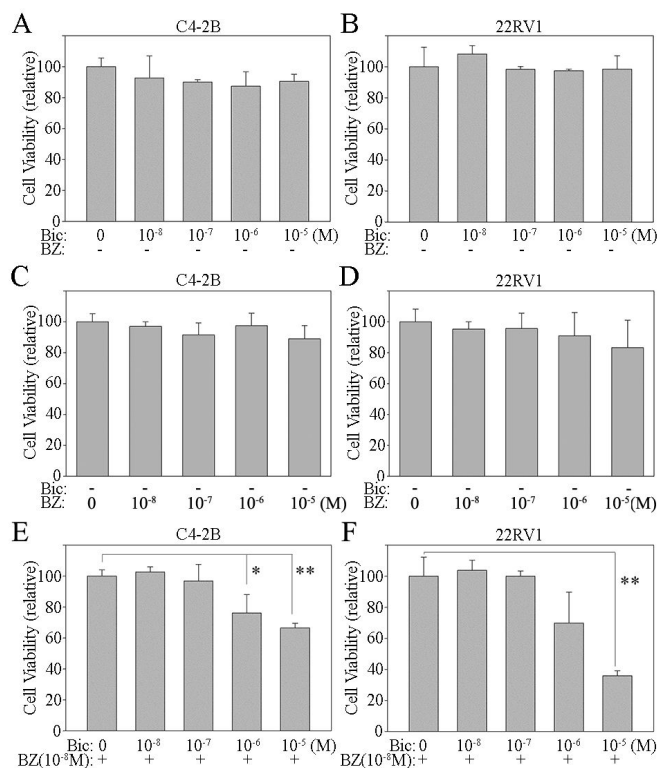 A C4-2B
Cell Viability (relative)
100
80
60
40
20
0
Bic: 0 10⁻⁸ 10⁻⁷ 10⁻⁶ 10⁻⁵ (M)
BZ: - - - - -
B 22RV1
Cell Viability (relative)
100
80
60
40
20
0
0 10⁻⁸ 10⁻⁷ 10⁻⁶ 10⁻⁵ (M)
- - - - -
C C4-2B
Cell Viability (relative)
100
80
60
40
20
0
Bic: - - - - -
BZ: 0 10⁻⁸ 10⁻⁷ 10⁻⁶ 10⁻⁵ (M)
D 22RV1
Cell Viability (relative)
100
80
60
40
20
0
- - - - -
0 10⁻⁸ 10⁻⁷ 10⁻⁶ 10⁻⁵(M)
E C4-2B
Cell Viability (relative)
100
80
60
40
20
0
* **
Bic: 0 10⁻⁸ 10⁻⁷ 10⁻⁶ 10⁻⁵ (M)
BZ(10⁻⁸M): + + + + +
F 22RV1
Cell Viability (relative)
100
80
60
40
20
0
**
Bic: 0 10⁻⁸ 10⁻⁷ 10⁻⁶ 10⁻⁵ (M)
BZ(10⁻⁸M): + + + + +